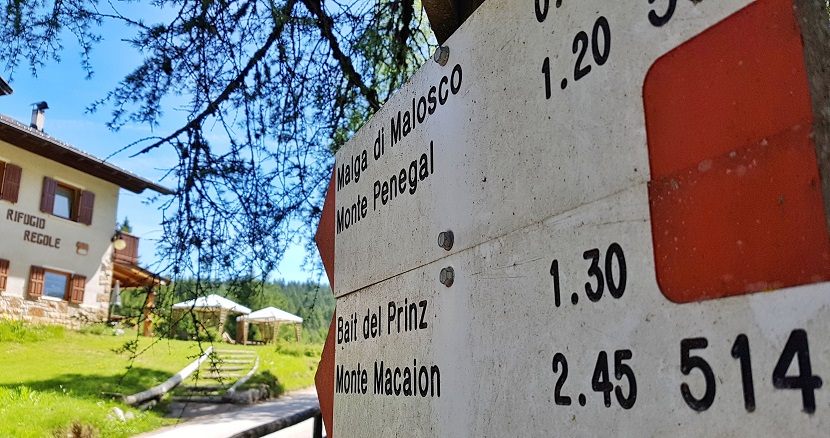 RIFUGIO
REGOLE
Malga di Malosco
Monte Penegal 1.20
Bait del Prinz 1.30
Monte Macaion 2.45 514